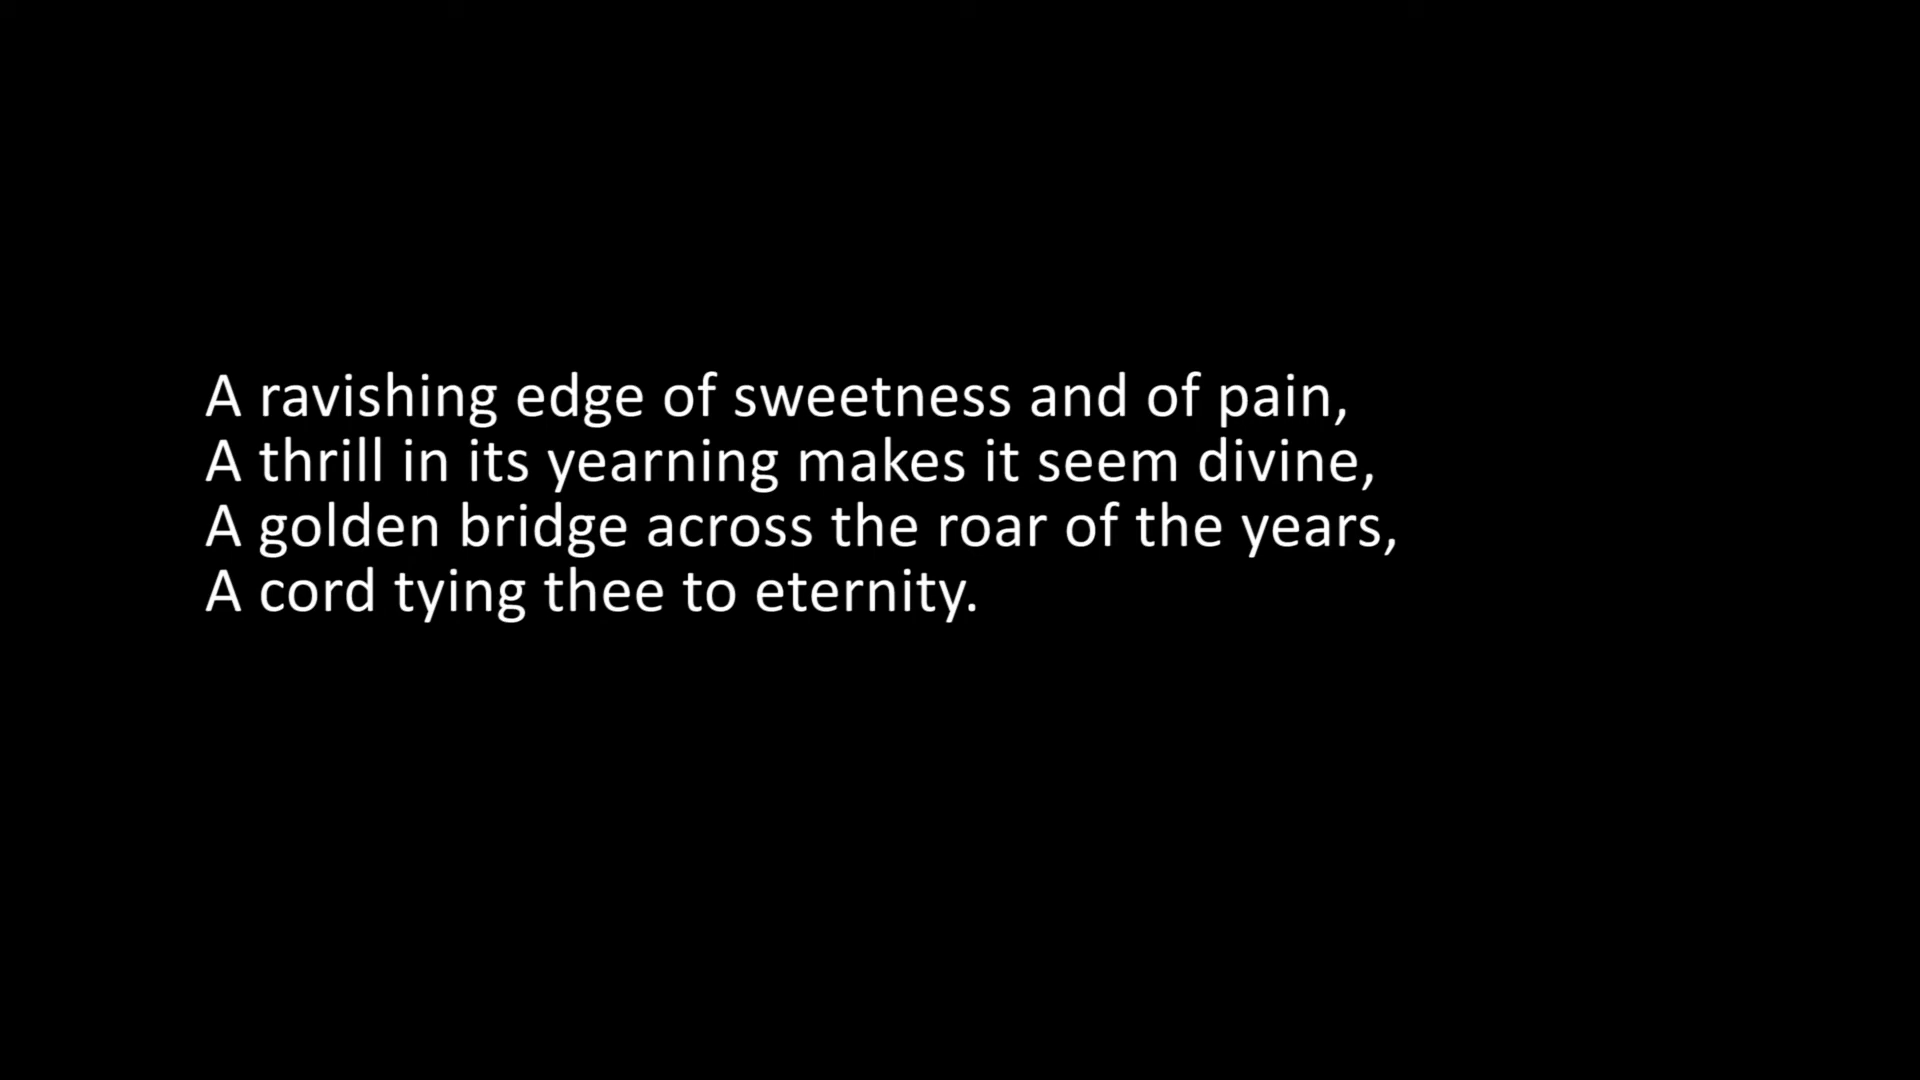 A ravishing edge of sweetness and of pain,
A thrill in its yearning makes it seem divine,
A golden bridge across the roar of the years,
A cord tying thee to eternity.